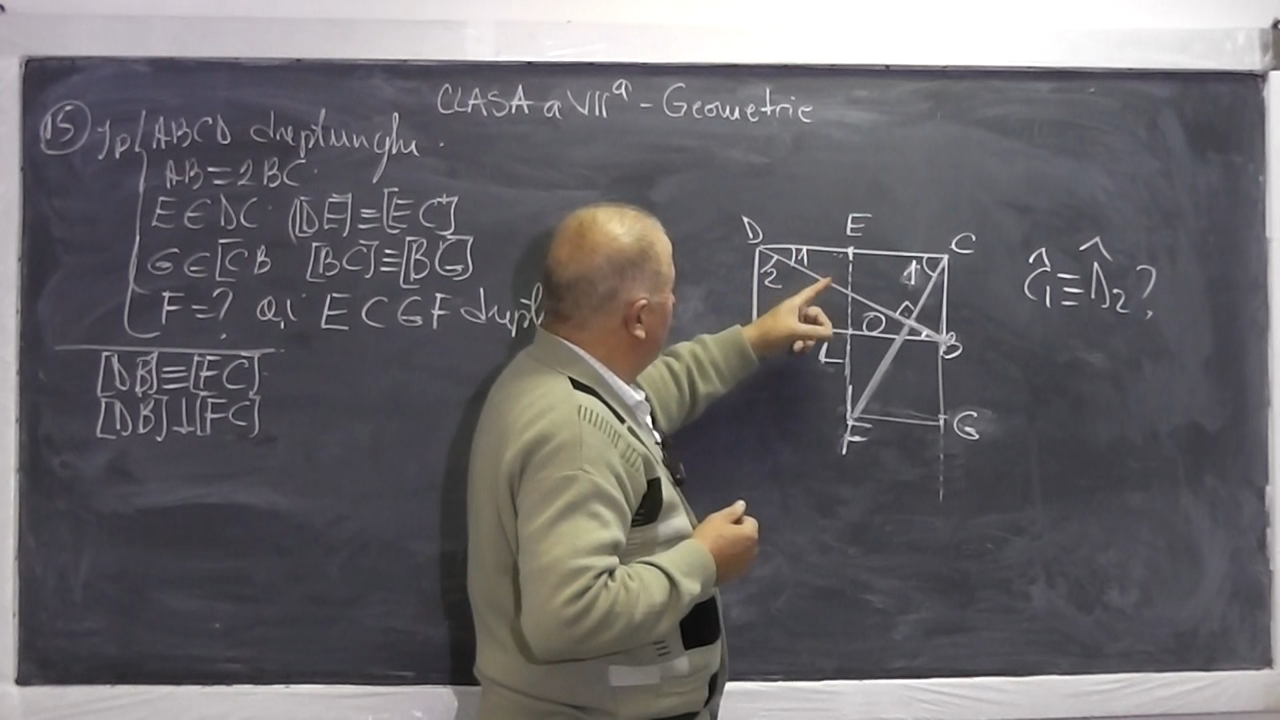 CLASA a VII a - Geometrie
15 Ip ABCD dreptunghi.
AB = 2BC
E ∈ DC [DE] ≡ [EC]
G ∈ [CB [BC] ≡ [BG]
F = ? a,i ECGF drept
[DB] ≡ [FC]
[DB] ⊥ [FC]
D E C
1 2 1
O B
L
F G
Ĉ1 ≡ D̂2 ?